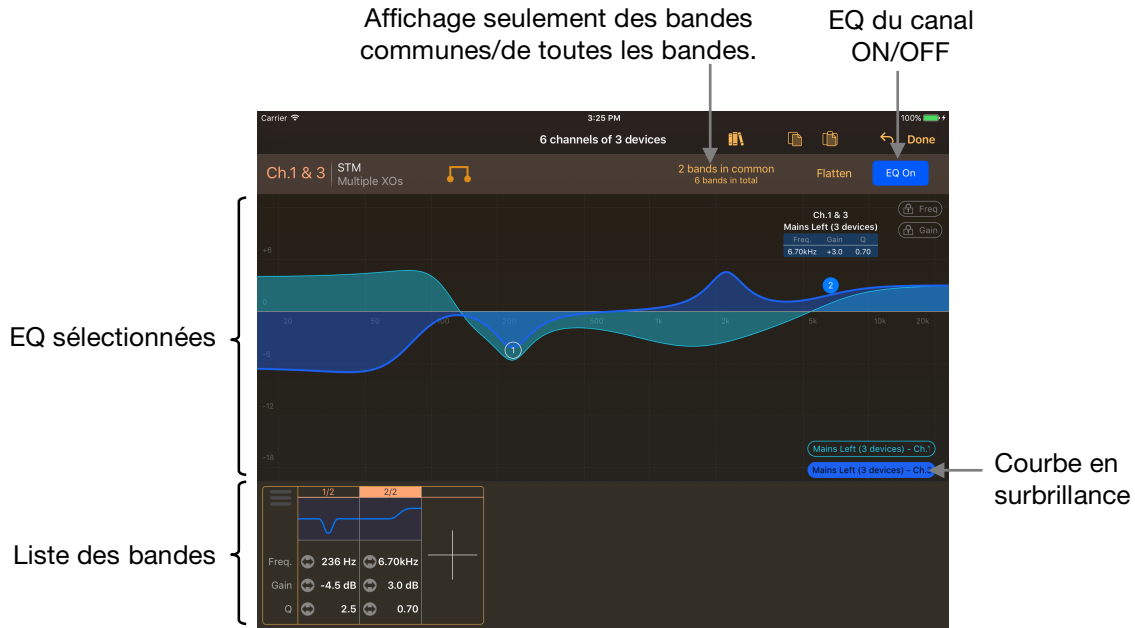 Affichage seulement des bandes
communes/de toutes les bandes.
EQ du canal
ON/OFF
Carrier
3:25 PM
100%
6 channels of 3 devices
Done
Ch.1 & 3
STM
Multiple XOs
2 bands in common
6 bands in total
Flatten
EQ On
Ch.1 & 3
Mains Left (3 devices)
Freq. Gain Q
6.70kHz +3.0 0.70
Freq
Gain
+6
0
-6
-12
-18
20 50 100 200 500 1k 2k 5k 10k 20k
1
2
EQ sélectionnées
Mains Left (3 devices) - Ch.1
Mains Left (3 devices) - Ch.3
Courbe en
surbrillance
Liste des bandes
1/2 2/2
Freq. 236 Hz 6.70kHz
Gain -4.5 dB 3.0 dB
Q 2.5 0.70